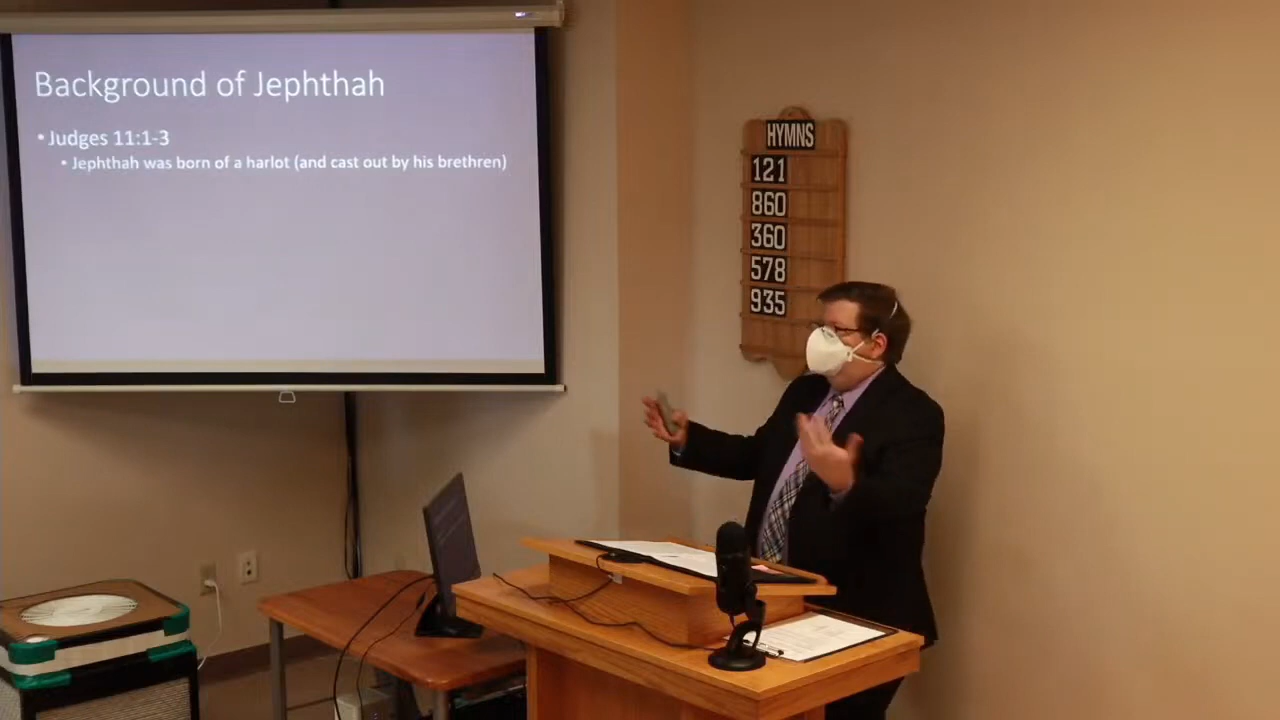 Background of Jephthah
• Judges 11:1-3
• Jephthah was born of a harlot (and cast out by his brethren)
HYMNS
121
860
360
578
935